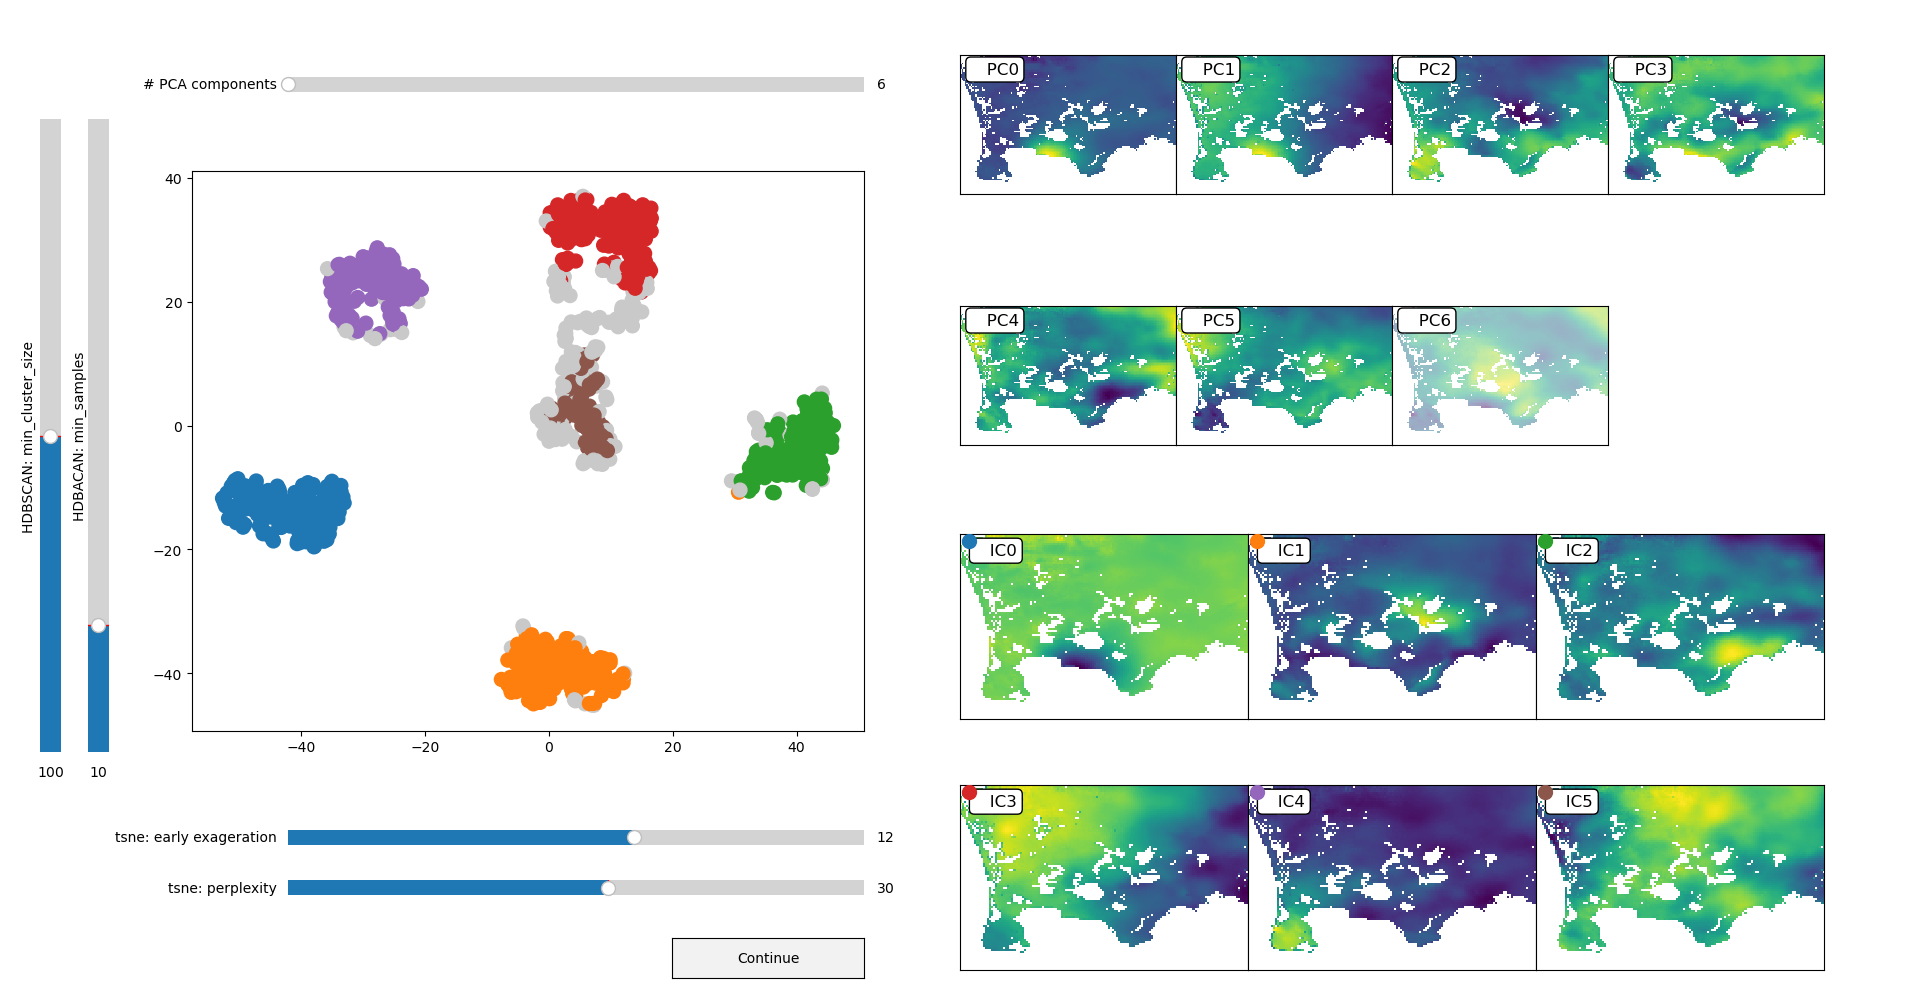 # PCA components 6
HDBSCAN: min_cluster_size
HDBACAN: min_samples
100
10
40
20
0
−20
−40
−40
−20
0
20
40
tsne: early exageration 12
tsne: perplexity 30
Continue
PC0
PC1
PC2
PC3
PC4
PC5
PC6
IC0
IC1
IC2
IC3
IC4
IC5